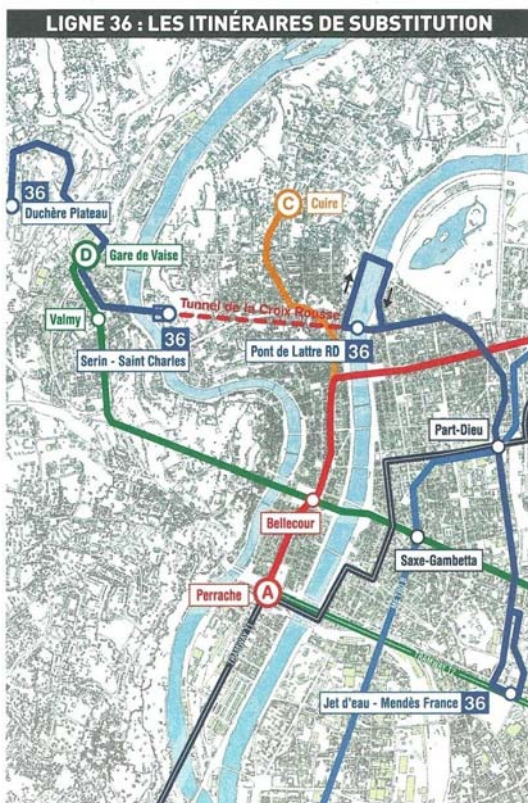 LIGNE 36 : LES ITINÉRAIRES DE SUBSTITUTION
C Cuire
36
Duchère Plateau
D Gare de Vaise
Tunnel de la Croix Rousse
Valmy
36
Serin - Saint Charles
Pont de Lattre RD 36
Part-Dieu
Bellecour
Saxe-Gambetta
Perrache A
Jet d'eau - Mendès France 36